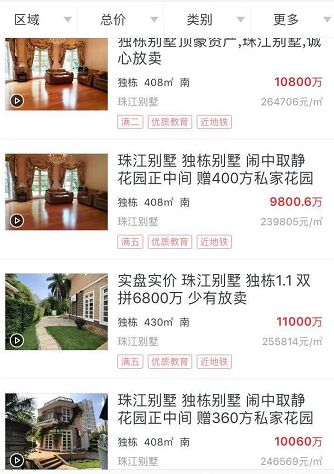 区域
总价
类别
更多
独栋别墅顶豪资产,珠江别墅,诚
心放卖
独栋 408㎡ 南
10800万
珠江别墅
264706元/㎡
满二 优质教育 近地铁
珠江别墅 独栋别墅 闹中取静
花园正中间 赠400方私家花园
独栋 408㎡ 南
9800.6万
珠江别墅
239805元/㎡
满五 优质教育 近地铁
实盘实价 珠江别墅 独栋1.1 双
拼6800万 少有放卖
独栋 430㎡ 南
11000万
珠江别墅
255814元/㎡
满五 优质教育 近地铁
珠江别墅 独栋别墅 闹中取静
花园正中间 赠360方私家花园
独栋 408㎡ 南
10060万
珠江别墅
246569元/㎡